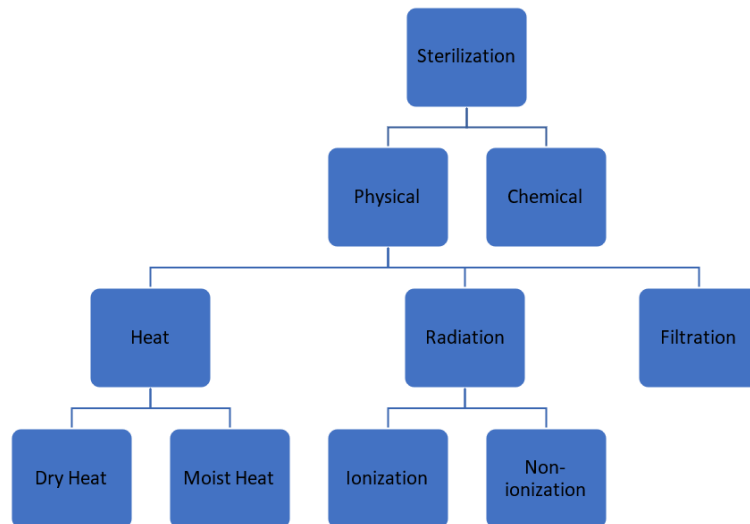 Sterilization
Physical
Chemical
Heat
Radiation
Filtration
Dry Heat
Moist Heat
Ionization
Non-
ionization